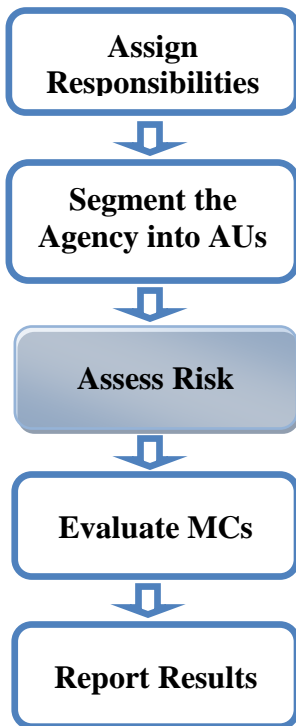 Assign
Responsibilities
Segment the
Agency into AUs
Assess Risk
Evaluate MCs
Report Results